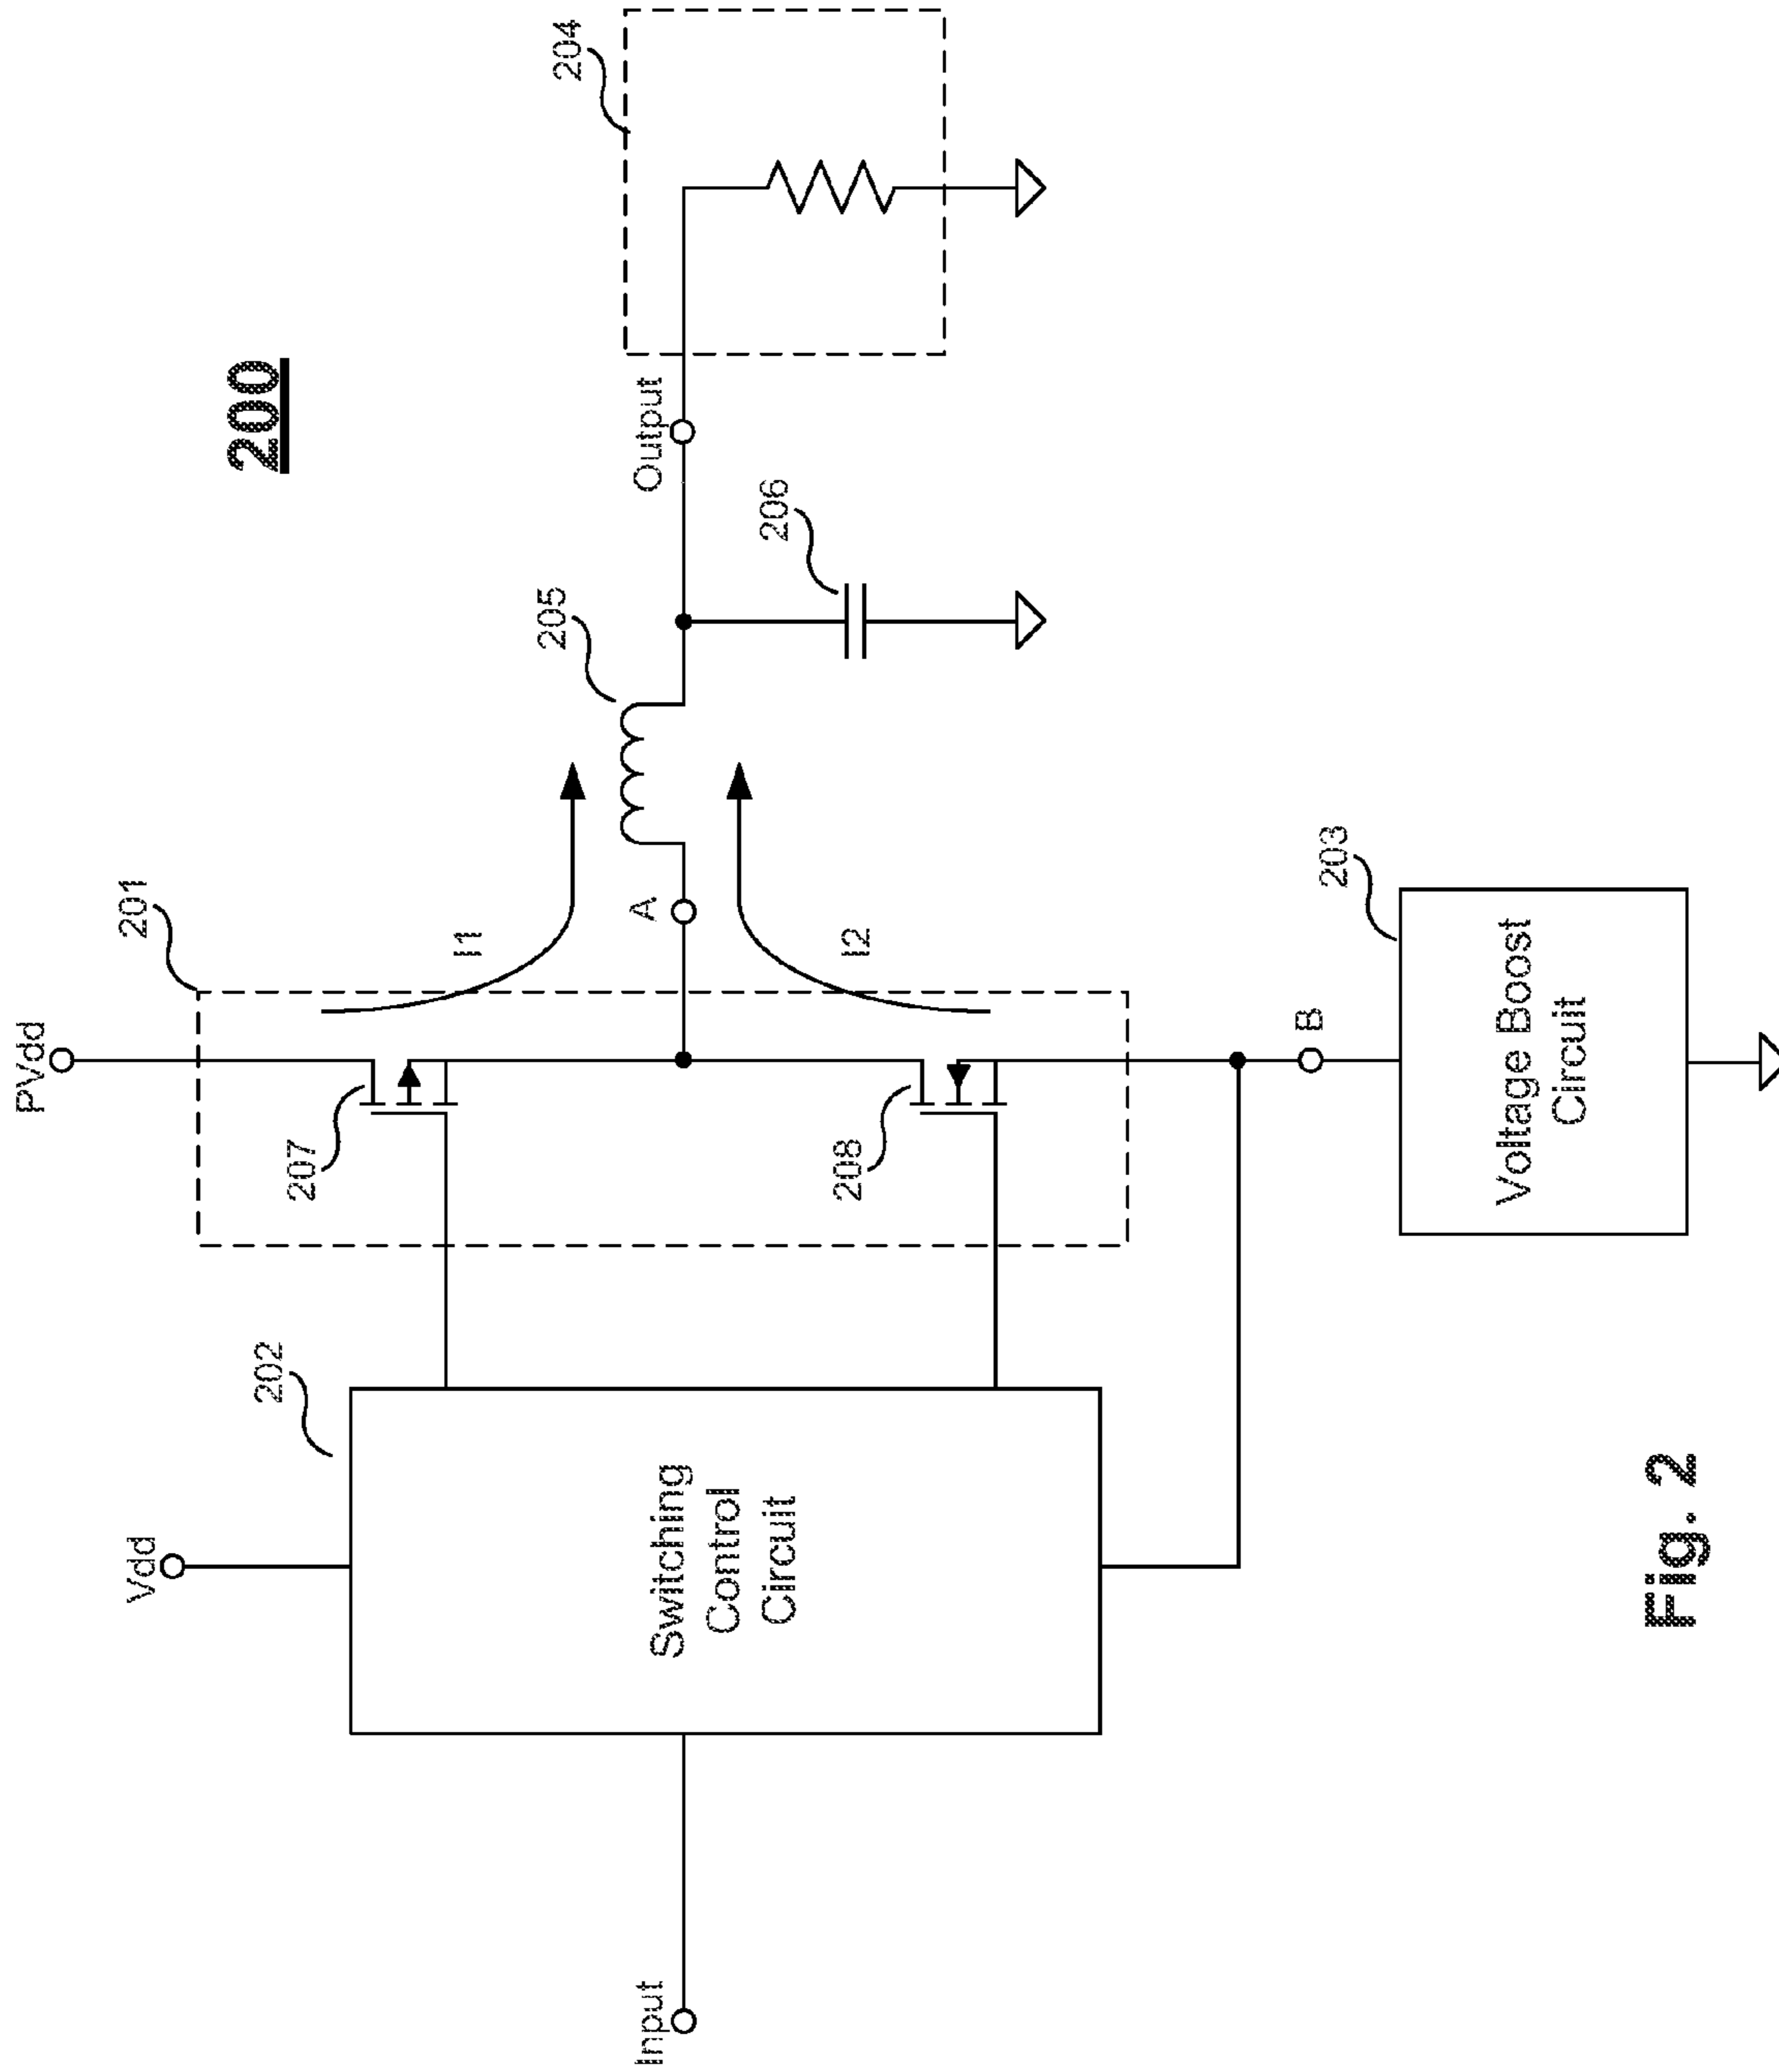 200
PVdd
201
Vdd
202
207
I1
204
205
Output
A
206
Input
Switching
Control
Circuit
208
I2
B
203
Voltage Boost
Circuit
Fig. 2